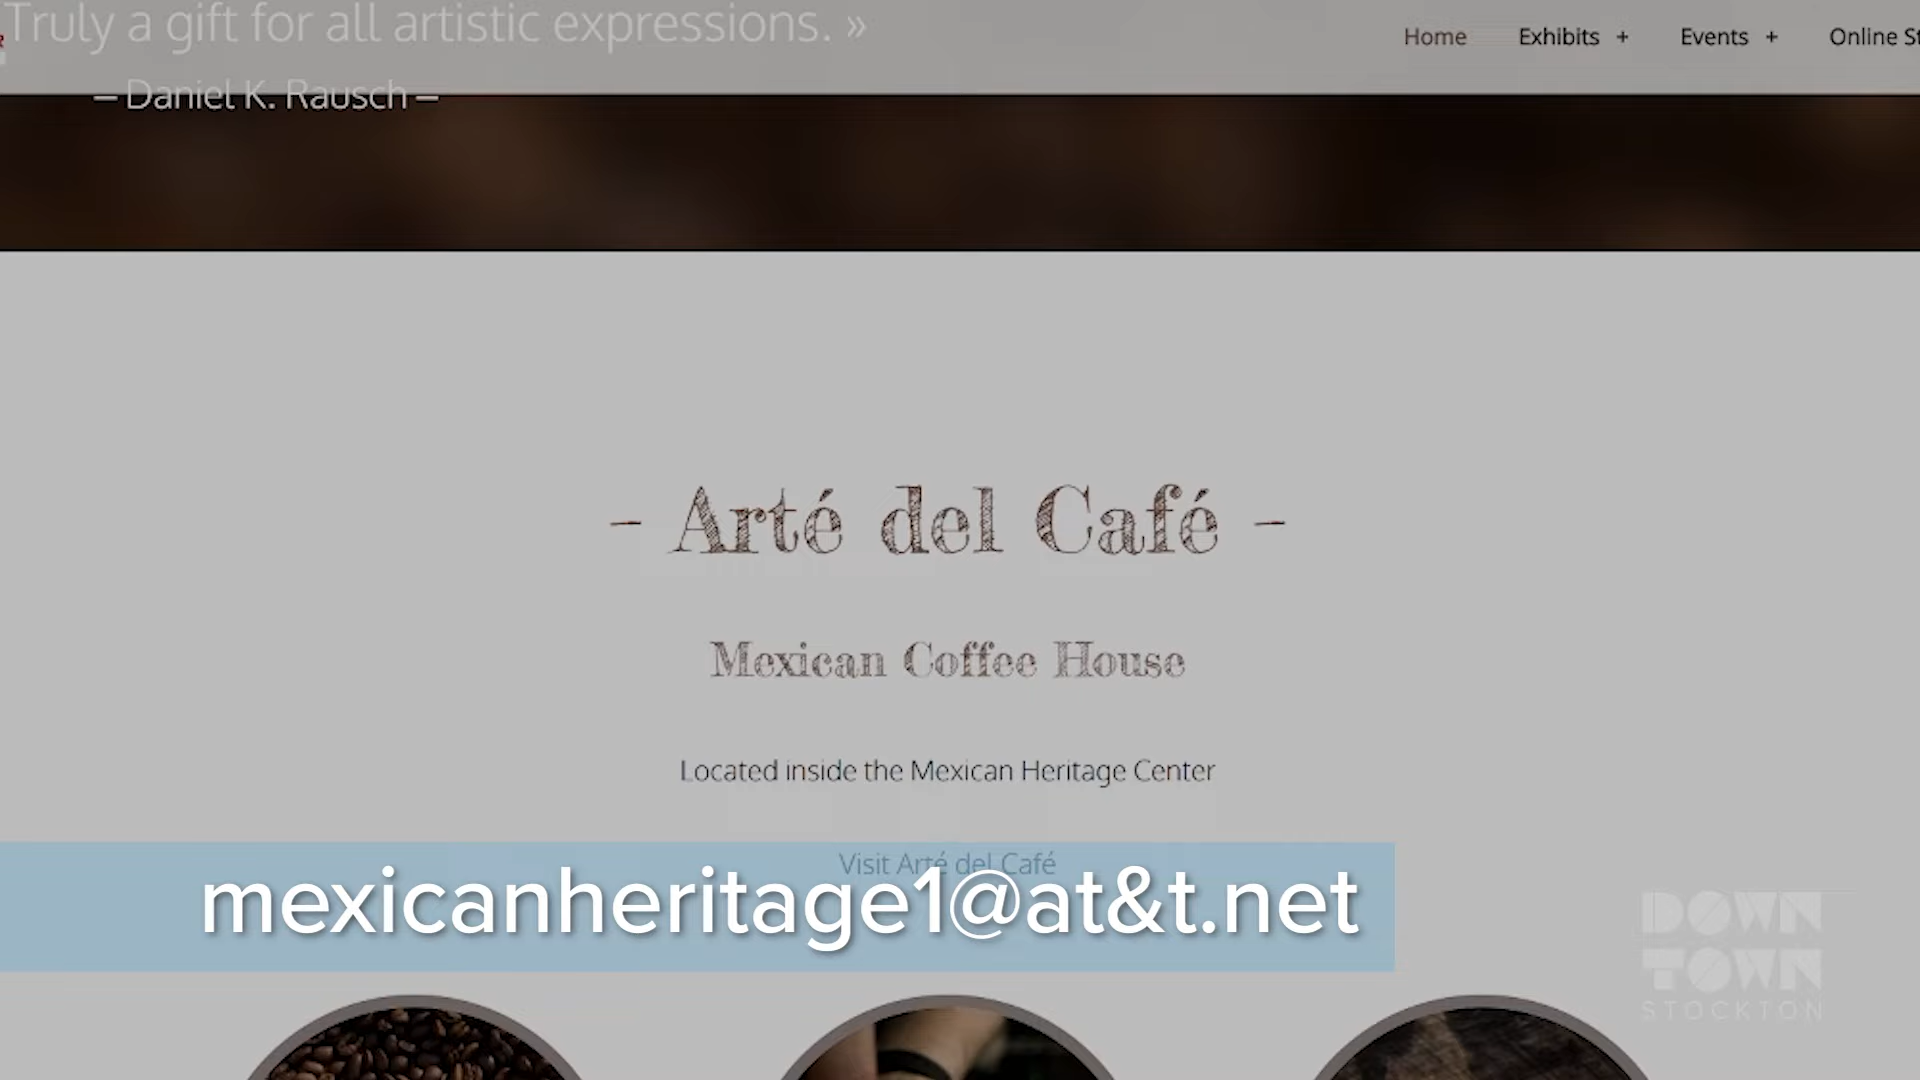 Truly a gift for all artistic expressions. »
– Daniel K. Rausch –
Home Exhibits + Events + Online
– Arté del Café –
Mexican Coffee House
Located inside the Mexican Heritage Center
Visit Arté del Café
mexicanheritage1@at&t.net
DOWN
TOWN
STOCKTON